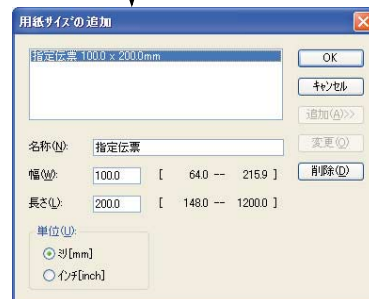 用紙サイズの追加
指定伝票 100.0 x 200.0mm
OK
キャンセル
追加(A)>>
名称(N): 指定伝票 変更(O)
幅(W): 100.0 [ 64.0 -- 215.9 ] 削除(D)
長さ(L): 200.0 [ 148.0 -- 1200.0 ]
単位(U):
ミリ[mm]
インチ[inch]